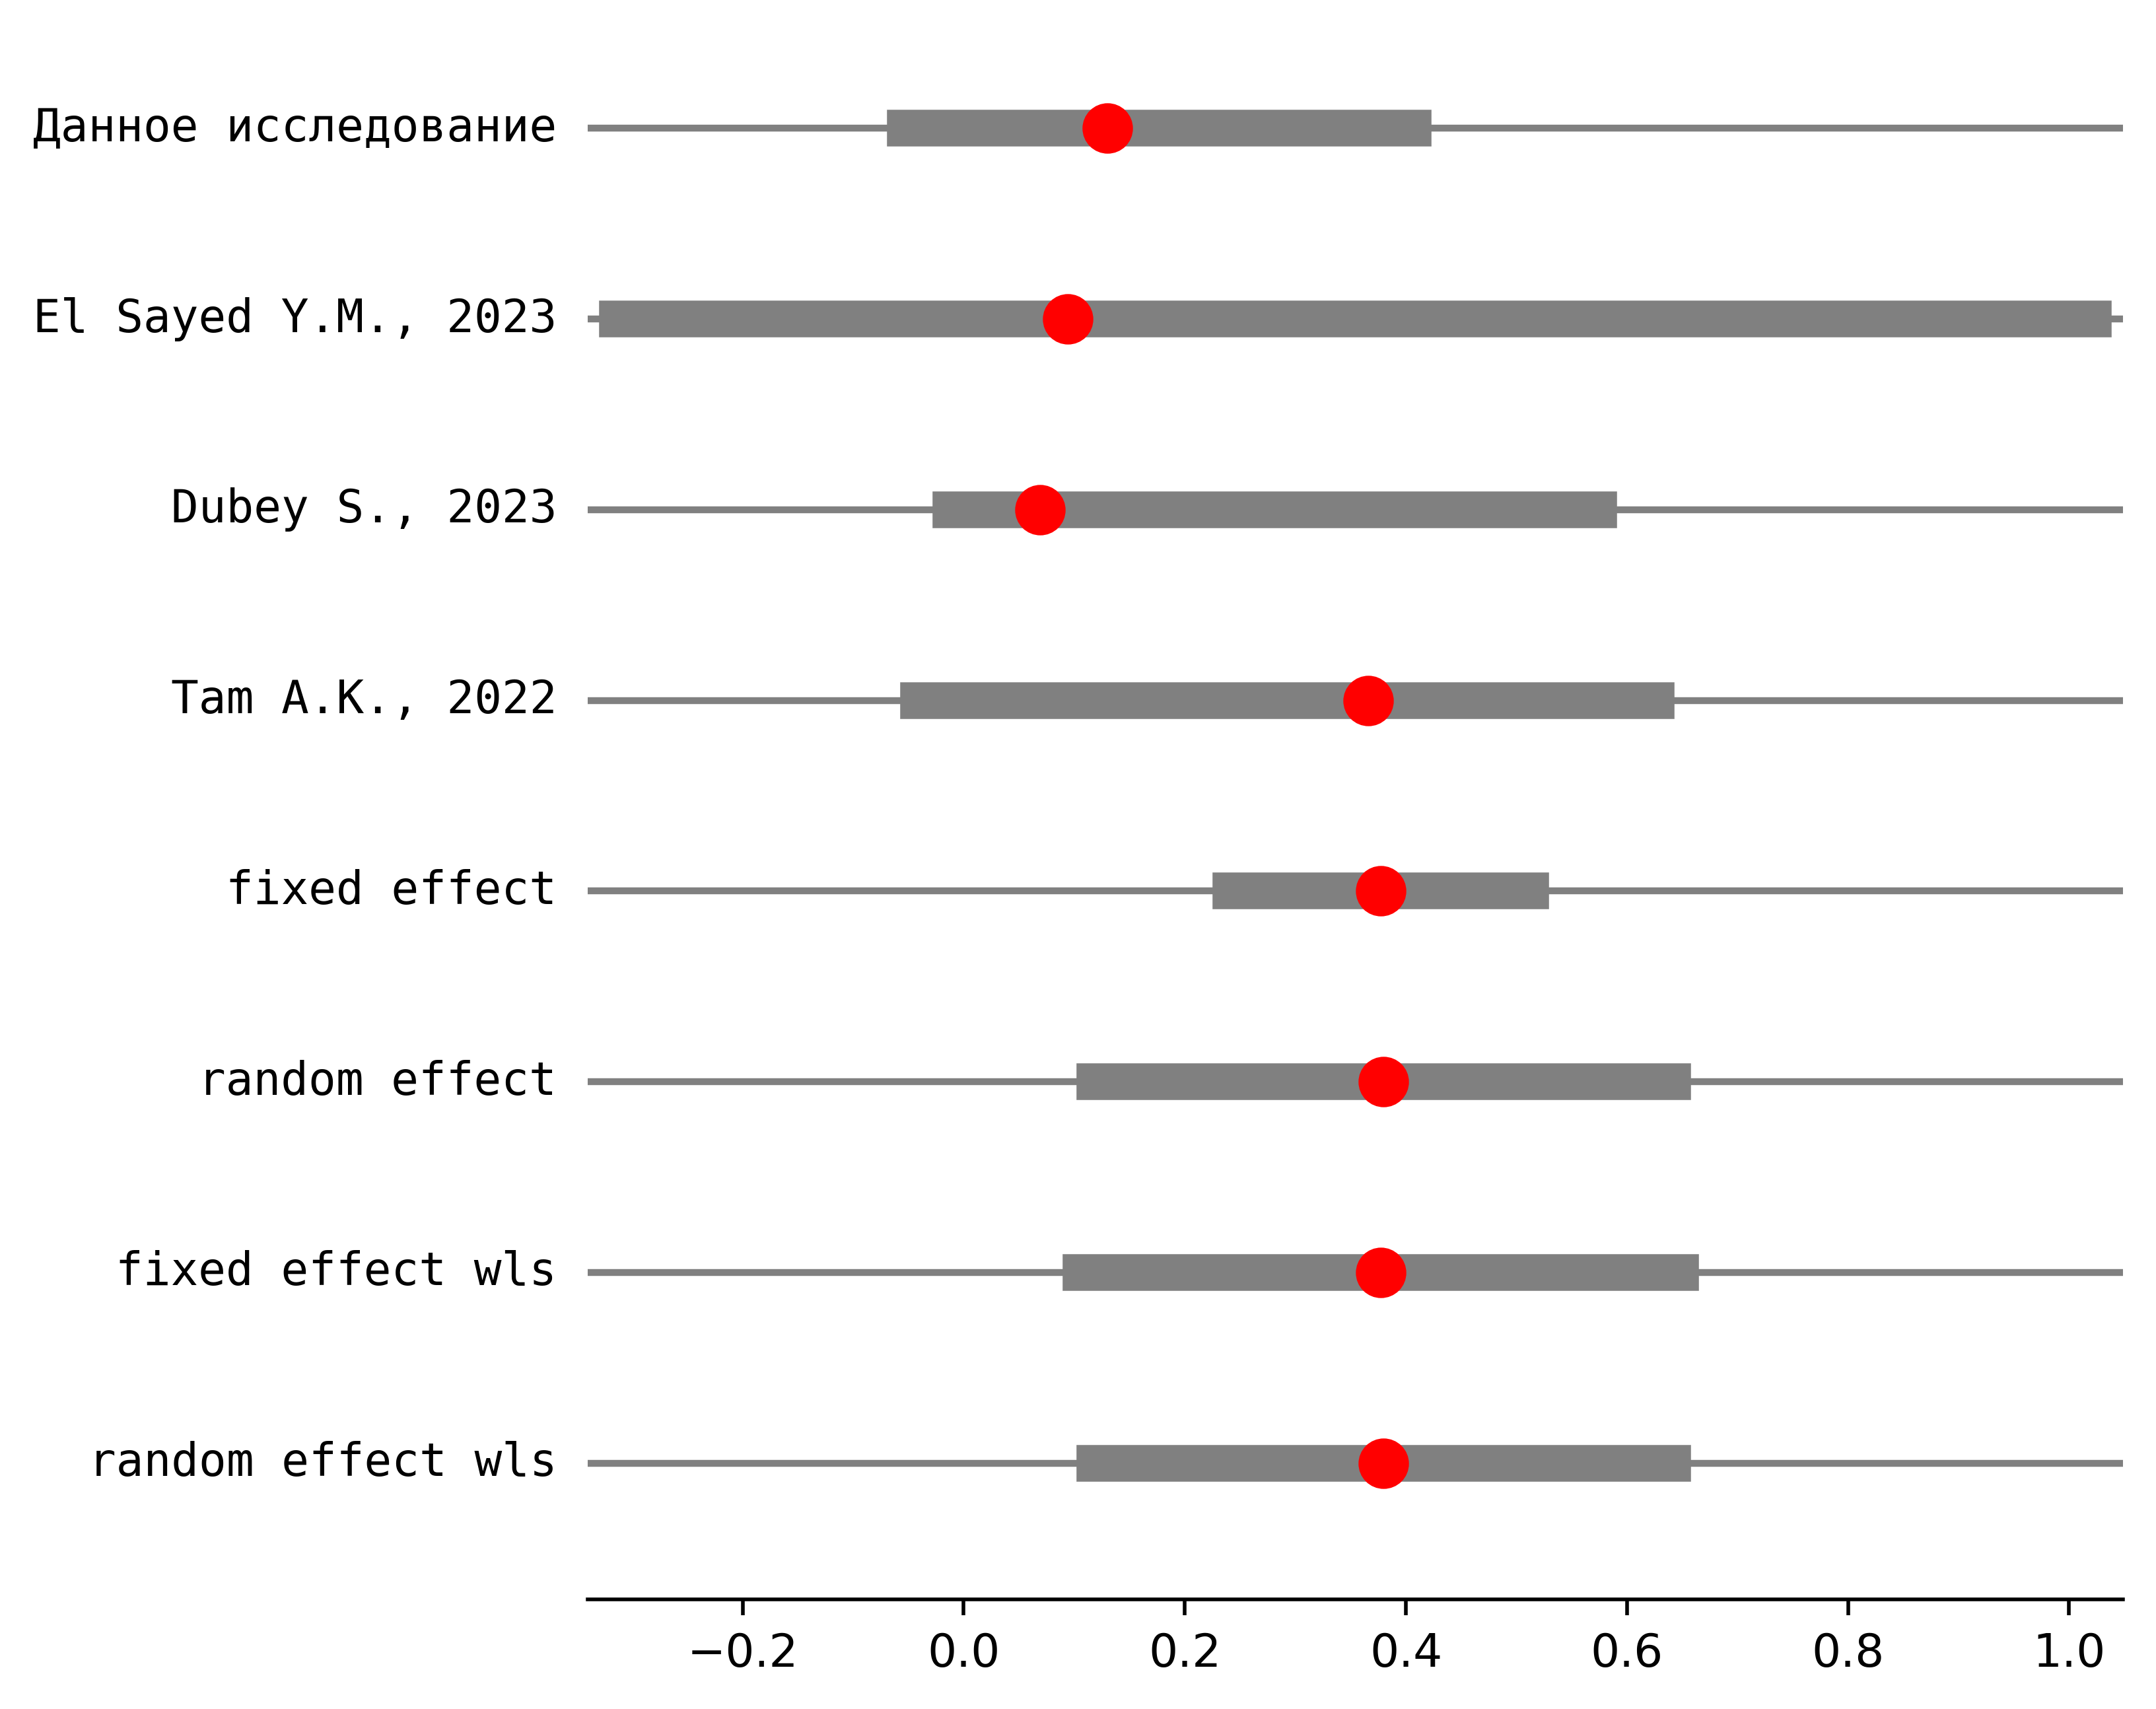 Данное исследование
El Sayed Y.M., 2023
Dubey S., 2023
Tam A.K., 2022
fixed effect
random effect
fixed effect wls
random effect wls
−0.2 0.0 0.2 0.4 0.6 0.8 1.0